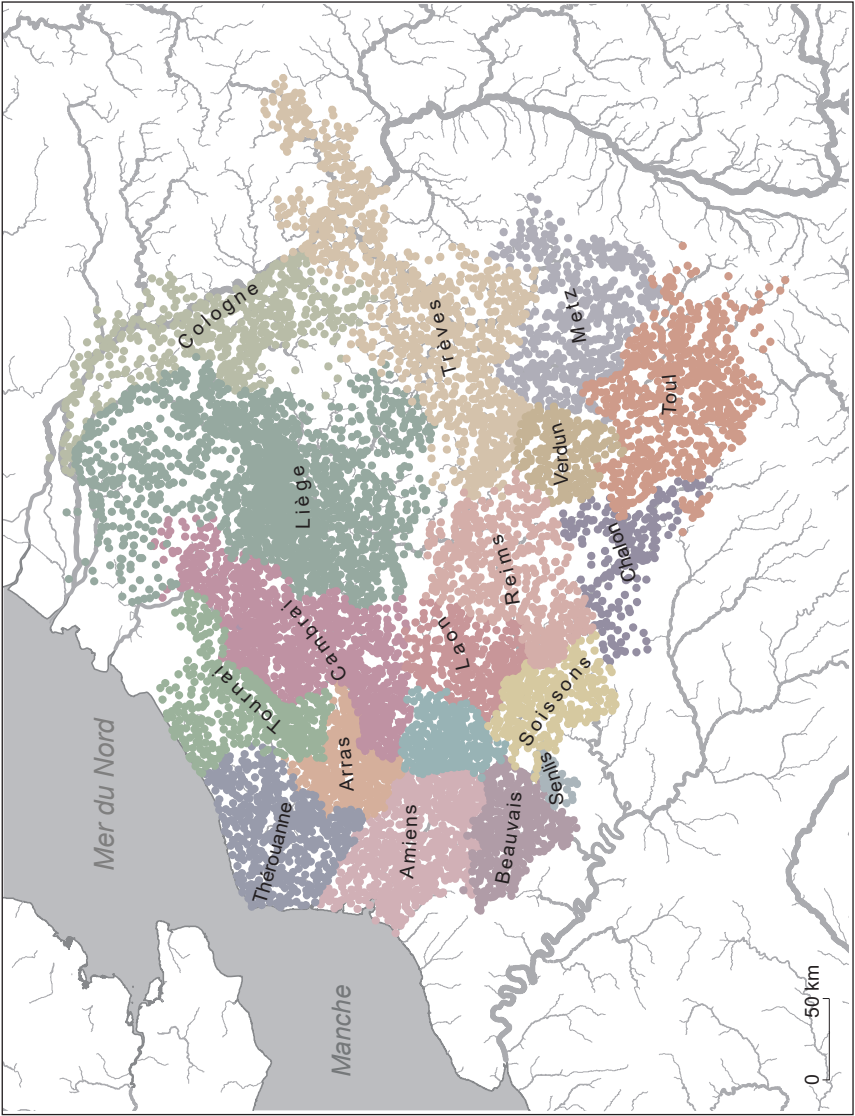 Mer du Nord
Manche
Cologne
Liège
Trèves
Metz
Toul
Verdun
Cambrai
Tournai
Reims
Laon
Chalon
Soissons
Arras
Senlis
Thérouanne
Amiens
Beauvais
0 50 km